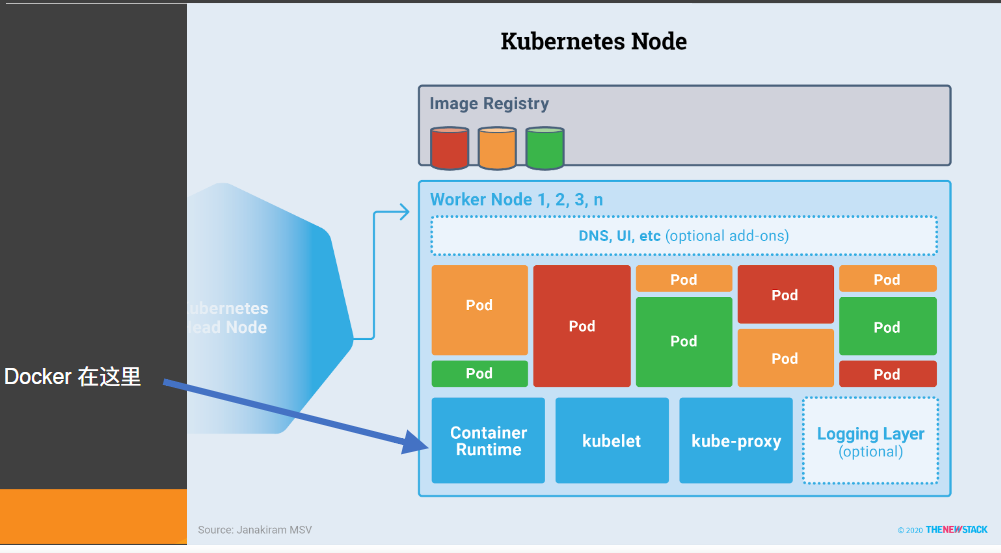 Kubernetes Node
Image Registry
Worker Node 1, 2, 3, n
DNS, UI, etc (optional add-ons)
Pod
Pod
Pod
Pod
Pod
Pod
Pod
Pod
Pod
Pod
ubernetes
ead Node
Docker 在这里
Container
Runtime
kubelet
kube-proxy
Logging Layer
(optional)
Source: Janakiram MSV
© 2020 THENEWSTACK